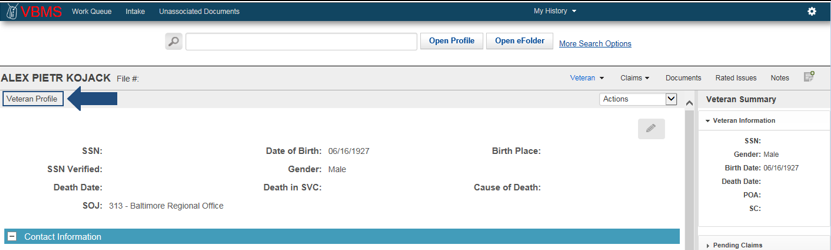 VBMS Work Queue Intake Unassociated Documents My History
Open Profile Open eFolder More Search Options
ALEX PIETR KOJACK File #: Veteran Claims Documents Rated Issues Notes
Veteran Profile Actions Veteran Summary
Veteran Information
SSN: Date of Birth: 06/16/1927 Birth Place:
SSN Verified: Gender: Male
Death Date: Death in SVC: Cause of Death:
SOJ: 313 - Baltimore Regional Office
SSN:
Gender: Male
Birth Date: 06/16/1927
Death Date:
POA:
SC:
Contact Information
Pending Claims